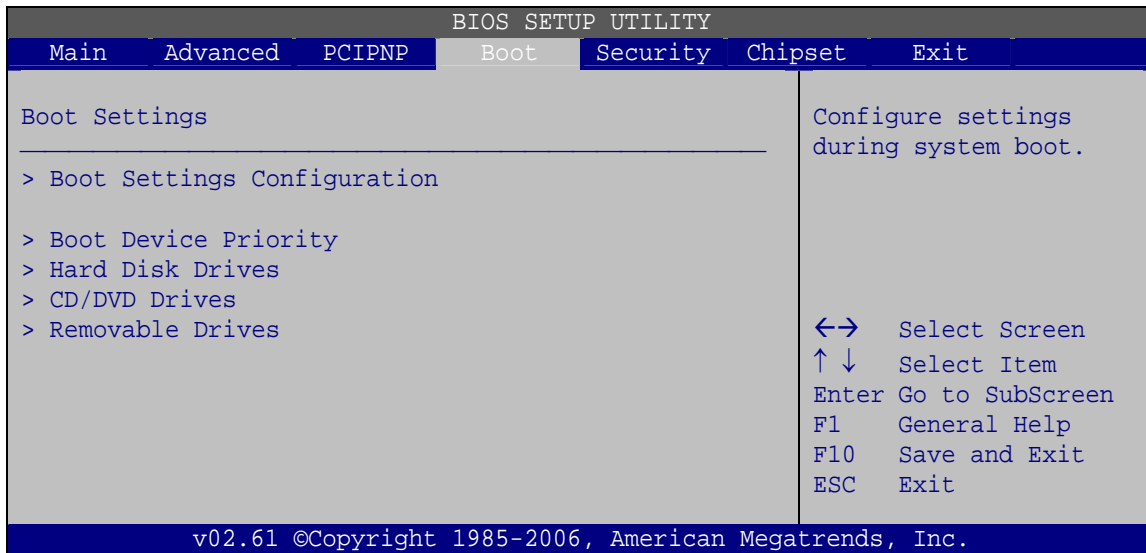 BIOS SETUP UTILITY
Main Advanced PCIPNP Boot Security Chipset Exit
Boot Settings
> Boot Settings Configuration
> Boot Device Priority
> Hard Disk Drives
> CD/DVD Drives
> Removable Drives
Configure settings
during system boot.
←→ Select Screen
↑ ↓ Select Item
Enter Go to SubScreen
F1 General Help
F10 Save and Exit
ESC Exit
v02.61 ©Copyright 1985-2006, American Megatrends, Inc.